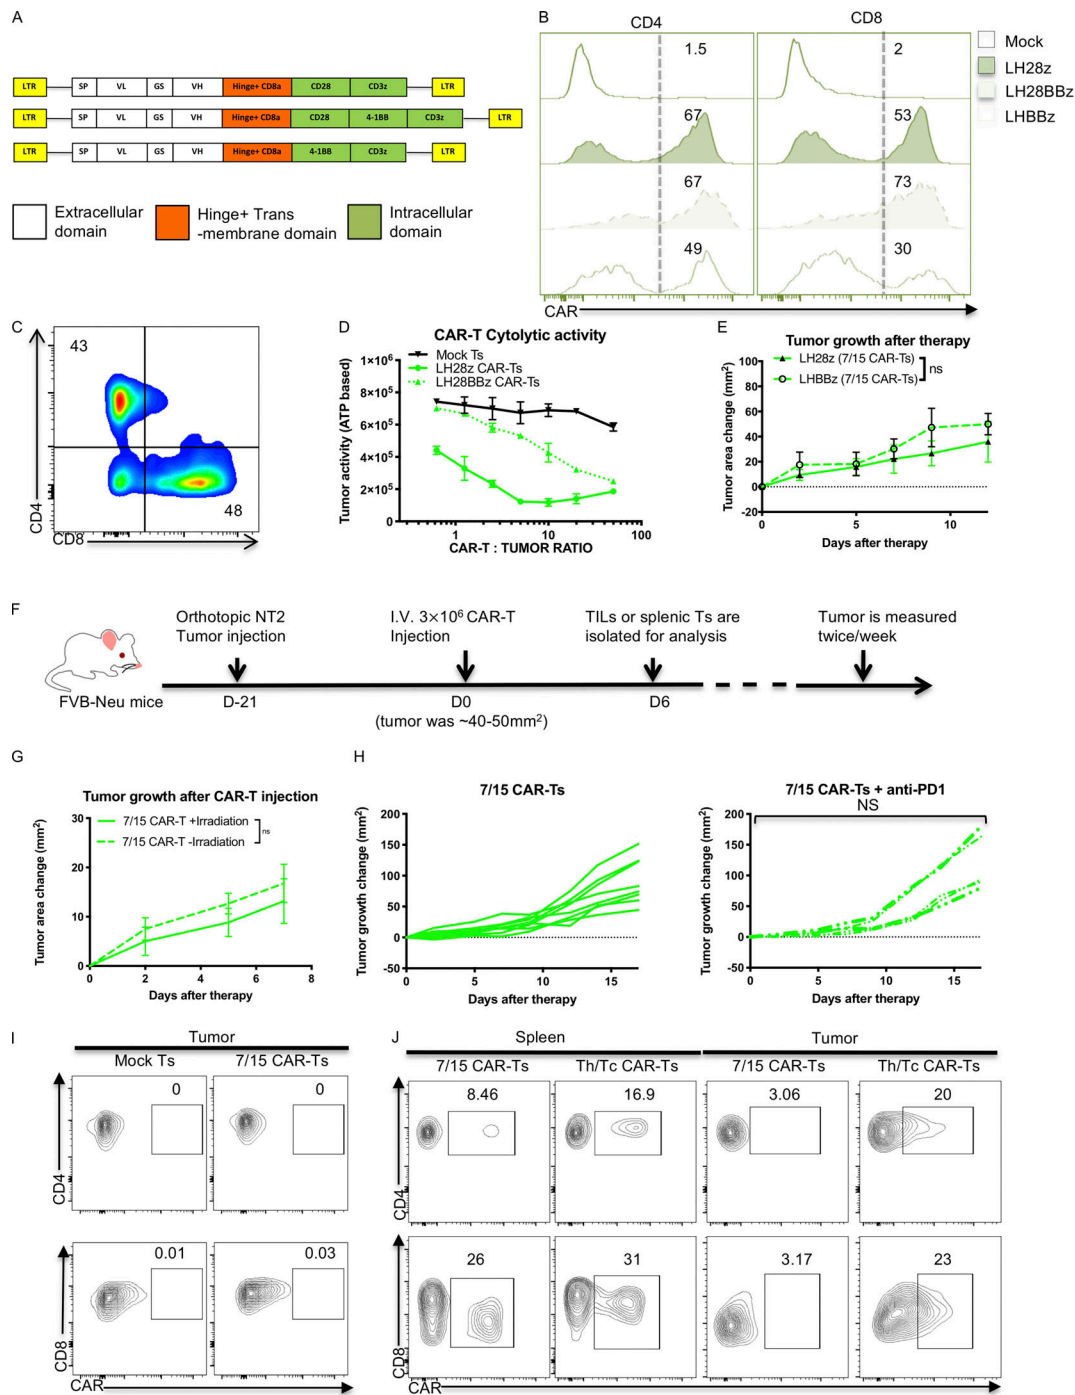 A
LTR SP VL GS VH Hinge+ CD8a CD28 CD3z LTR
LTR SP VL GS VH Hinge+ CD8a CD28 4-1BB CD3z LTR
LTR SP VL GS VH Hinge+ CD8a 4-1BB CD3z LTR
Extracellular
domain
Hinge+ Trans
-membrane domain
Intracellular
domain
B
CD4 CD8
1.5 2
67 53
67 73
49 30
CAR
Mock
LH28z
LH28BBz
LHBBz
C
43
48
CD4
CD8
D
CAR-T Cytolytic activity
Mock Ts
LH28z CAR-Ts
LH28BBz CAR-Ts
Tumor activity (ATP based)
1×10⁶
8×10⁵
6×10⁵
4×10⁵
2×10⁵
0
1 10 100
CAR-T : TUMOR RATIO
E
Tumor growth after therapy
LH28z (7/15 CAR-Ts)
LHBBz (7/15 CAR-Ts)
ns
Tumor area change (mm²)
100
80
60
40
20
0
-20
0 5 10
Days after therapy
F
Orthotopic NT2
Tumor injection
I.V. 3×10⁶ CAR-T
Injection
TILs or splenic Ts are
isolated for analysis
Tumor is measured
twice/week
FVB-Neu mice
D-21 D0 D6
(tumor was ~40-50mm²)
G
Tumor growth after CAR-T injection
7/15 CAR-T +Irradiation
7/15 CAR-T -Irradiation
ns
Tumor area change (mm²)
30
20
10
0
0 2 4 6 8
Days after therapy
H
7/15 CAR-Ts
Tumor growth change (mm²)
200
150
100
50
0
-50
0 5 10 15
Days after therapy
7/15 CAR-Ts + anti-PD1
NS
Tumor growth change (mm²)
200
150
100
50
0
-50
0 5 10 15
Days after therapy
I
Tumor
Mock Ts 7/15 CAR-Ts
0 0
CD4
0.01 0.03
CD8
CAR
J
Spleen Tumor
7/15 CAR-Ts Th/Tc CAR-Ts 7/15 CAR-Ts Th/Tc CAR-Ts
8.46 16.9 3.06 20
CD4
26 31 3.17 23
CD8
CAR